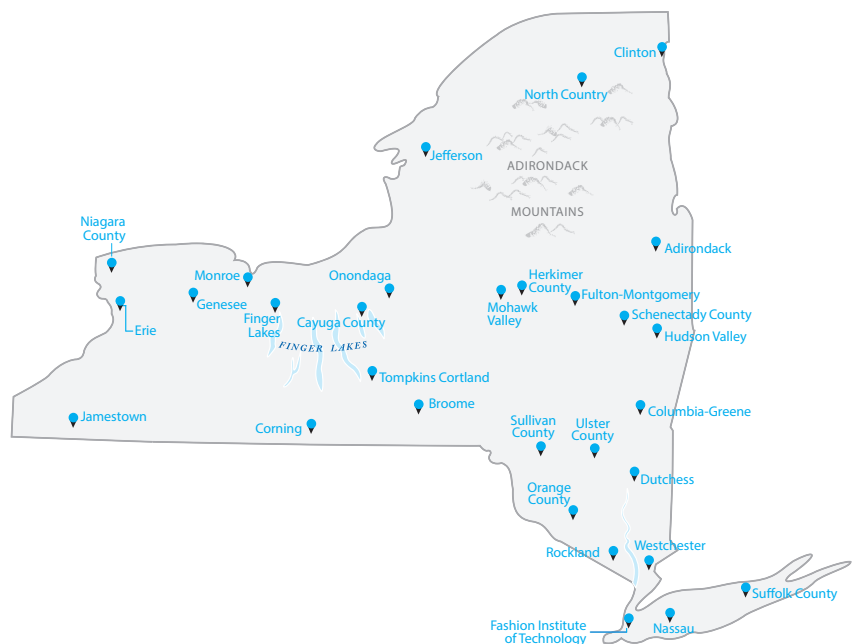 Clinton
North Country
Jefferson
ADIRONDACK
MOUNTAINS
Niagara
County
Adirondack
Monroe
Onondaga
Herkimer
County
Genesee
Fulton-Montgomery
Finger
Lakes
Cayuga County
Mohawk
Valley
Schenectady County
Erie
Hudson Valley
FINGER LAKES
Tompkins Cortland
Broome
Columbia-Greene
Jamestown
Corning
Sullivan
County
Ulster
County
Dutchess
Orange
County
Rockland
Westchester
Suffolk County
Fashion Institute
of Technology
Nassau